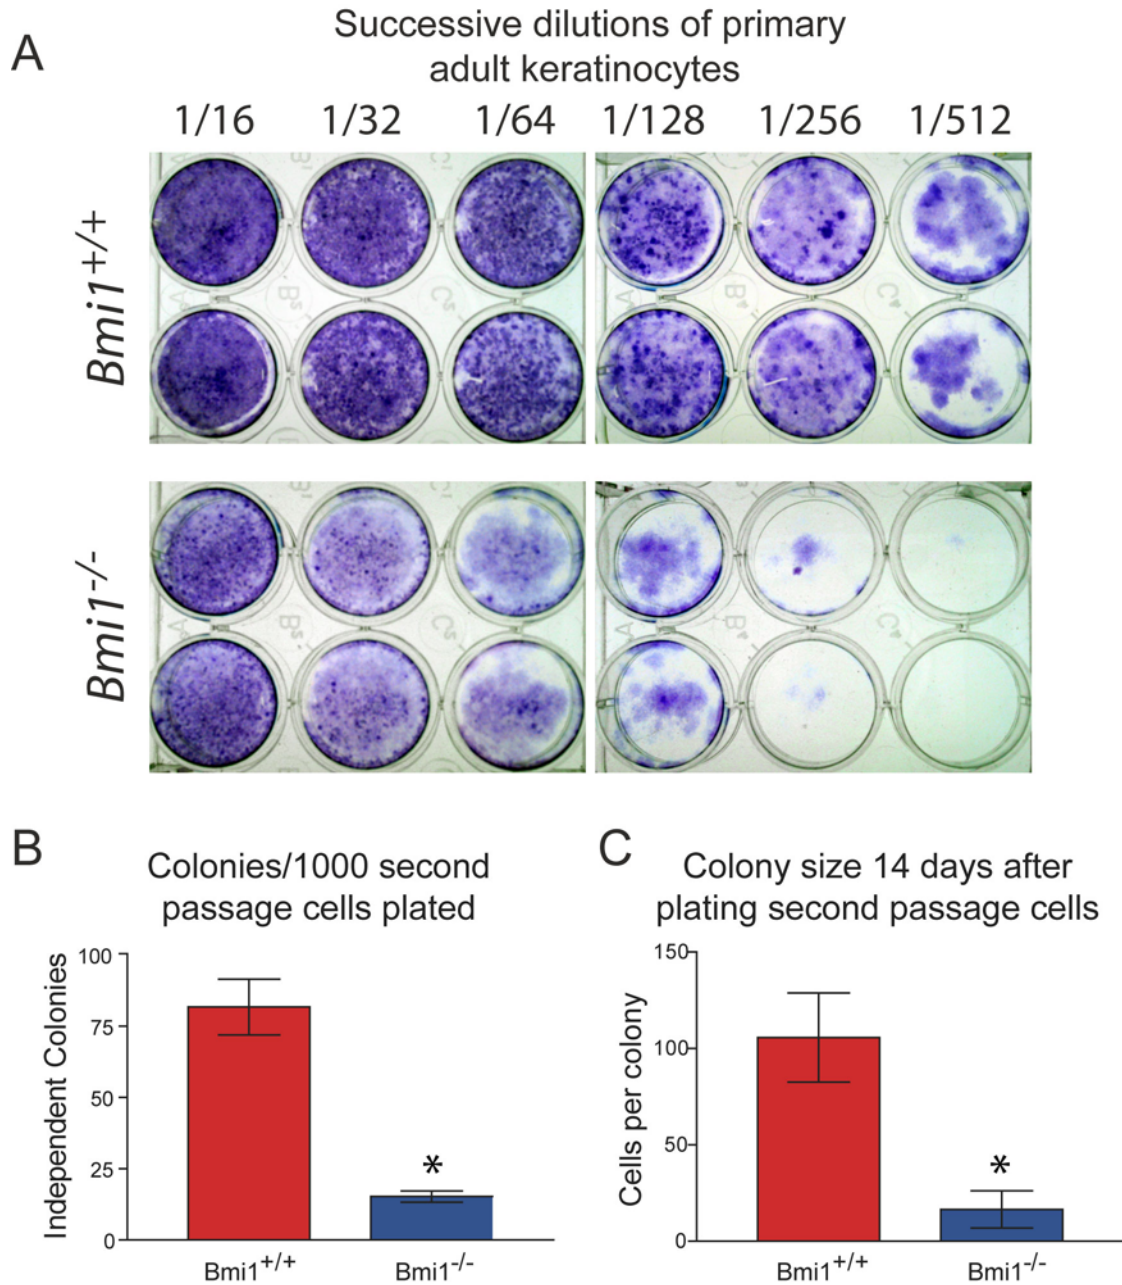 A
Successive dilutions of primary
adult keratinocytes
1/16 1/32 1/64 1/128 1/256 1/512
Bmi1+/+
Bmi1-/-
B
Colonies/1000 second
passage cells plated
Independent Colonies
100
75
50
25
0
*
Bmi1+/+ Bmi1-/-
C
Colony size 14 days after
plating second passage cells
Cells per colony
150
100
50
0
*
Bmi1+/+ Bmi1-/-